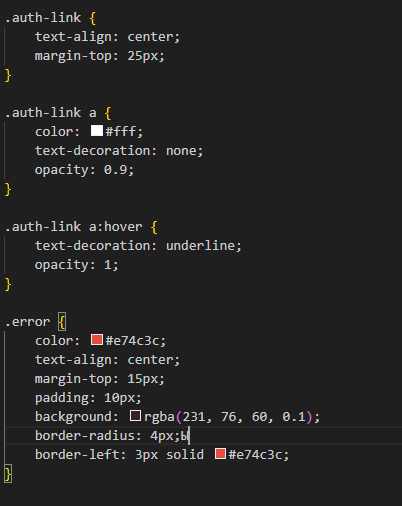 .auth-link {
    text-align: center;
    margin-top: 25px;
}

.auth-link a {
    color: #fff;
    text-decoration: none;
    opacity: 0.9;
}

.auth-link a:hover {
    text-decoration: underline;
    opacity: 1;
}

.error {
    color: #e74c3c;
    text-align: center;
    margin-top: 15px;
    padding: 10px;
    background: rgba(231, 76, 60, 0.1);
    border-radius: 4px;ы
    border-left: 3px solid #e74c3c;
}